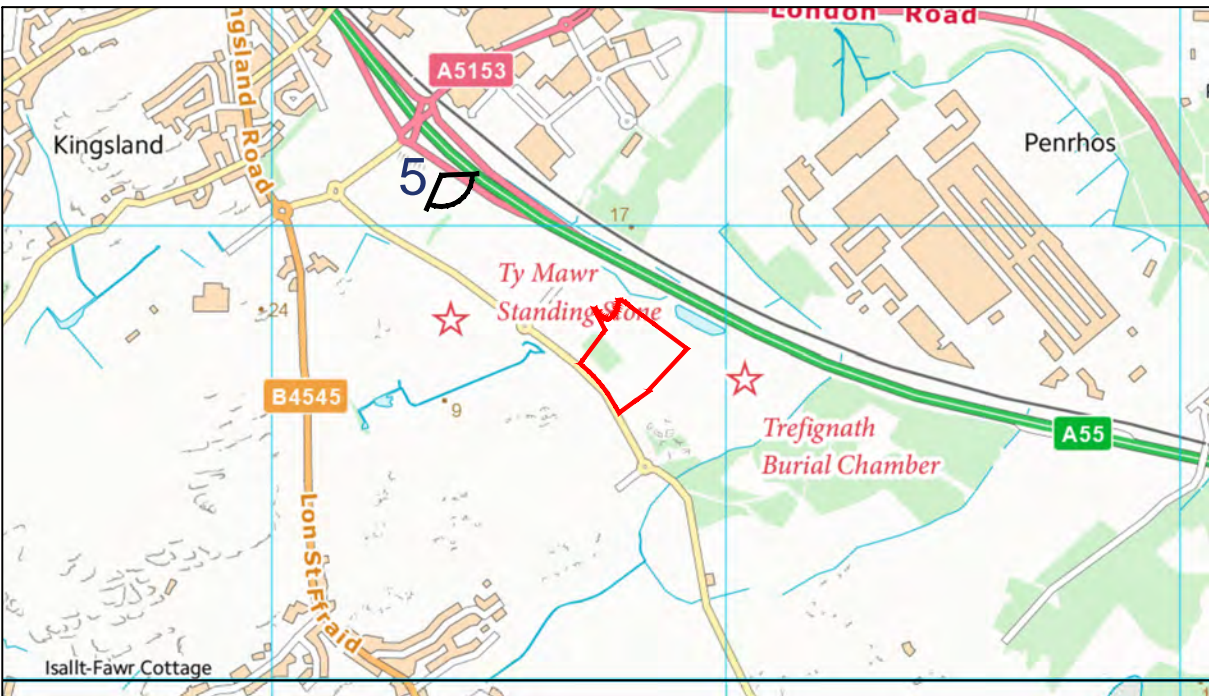 London Road
A5153
ngsland Road
Kingsland
Penrhos
5
17
Ty Mawr
Standing Stone
24
B4545
9
Trefignath
Burial Chamber
A55
Lon St Ffraid
Isallt-Fawr Cottage